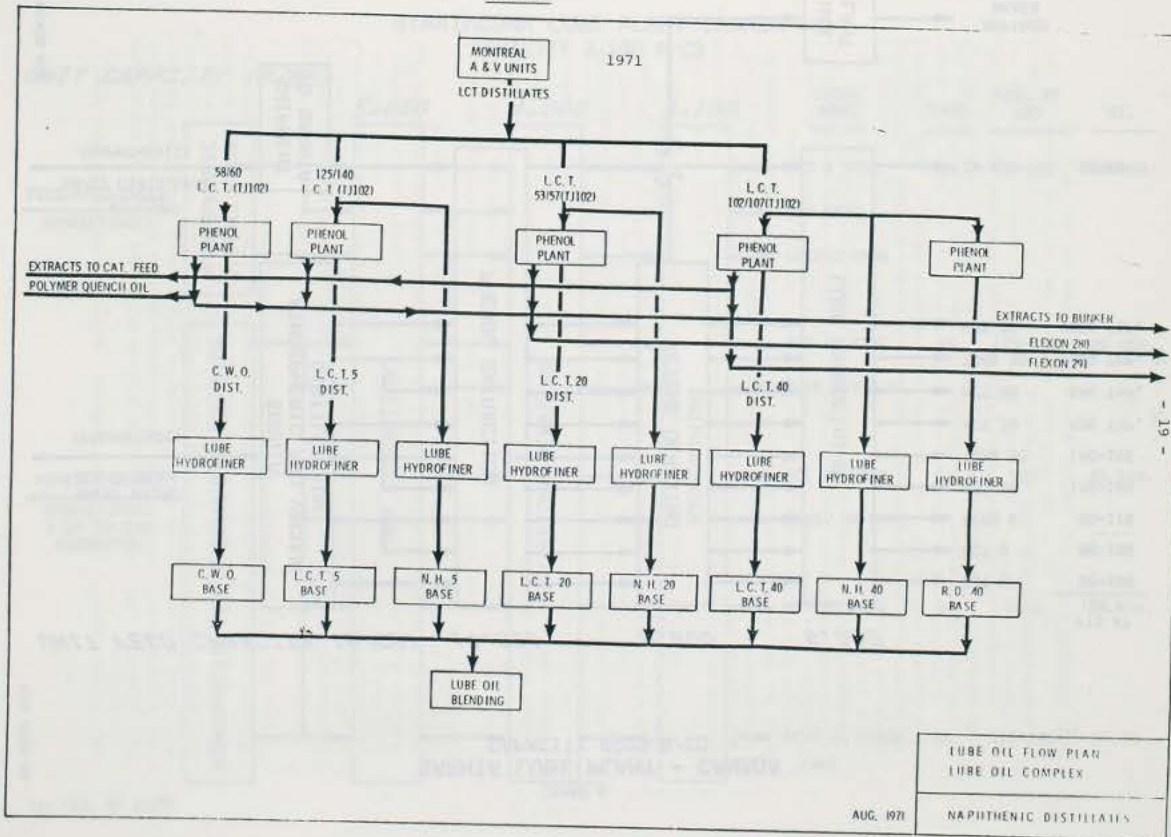 MONTREAL
A & V UNITS
1971
LCT DISTILLATES
58/60
L. C. T. (TJ102)
125/140
L. C. T. (TJ102)
L. C. T.
53/57(TJ102)
L. C. T.
102/107(TJ102)
PHENOL
PLANT
PHENOL
PLANT
PHENOL
PLANT
PHENOL
PLANT
PHENOL
PLANT
EXTRACTS TO CAT. FEED
POLYMER QUENCH OIL
EXTRACTS TO BUNKER
FLEXON 280
FLEXON 291
C. W. O.
DIST.
L. C. T. 5
DIST.
L. C. T. 20
DIST.
L. C. T. 40
DIST.
- 19 -
LUBE
HYDROFINER
LUBE
HYDROFINER
LUBE
HYDROFINER
LUBE
HYDROFINER
LUBE
HYDROFINER
LUBE
HYDROFINER
LUBE
HYDROFINER
LUBE
HYDROFINER
C. W. O.
BASE
L. C. T. 5
BASE
N. H. 5
BASE
L. C. T. 20
BASE
N. H. 20
BASE
L. C. T. 40
BASE
N. H. 40
BASE
R. D. 40
BASE
LUBE OIL
BLENDING
LUBE OIL FLOW PLAN
LUBE OIL COMPLEX
AUG. 1971
NAPHTHENIC DISTILLATES